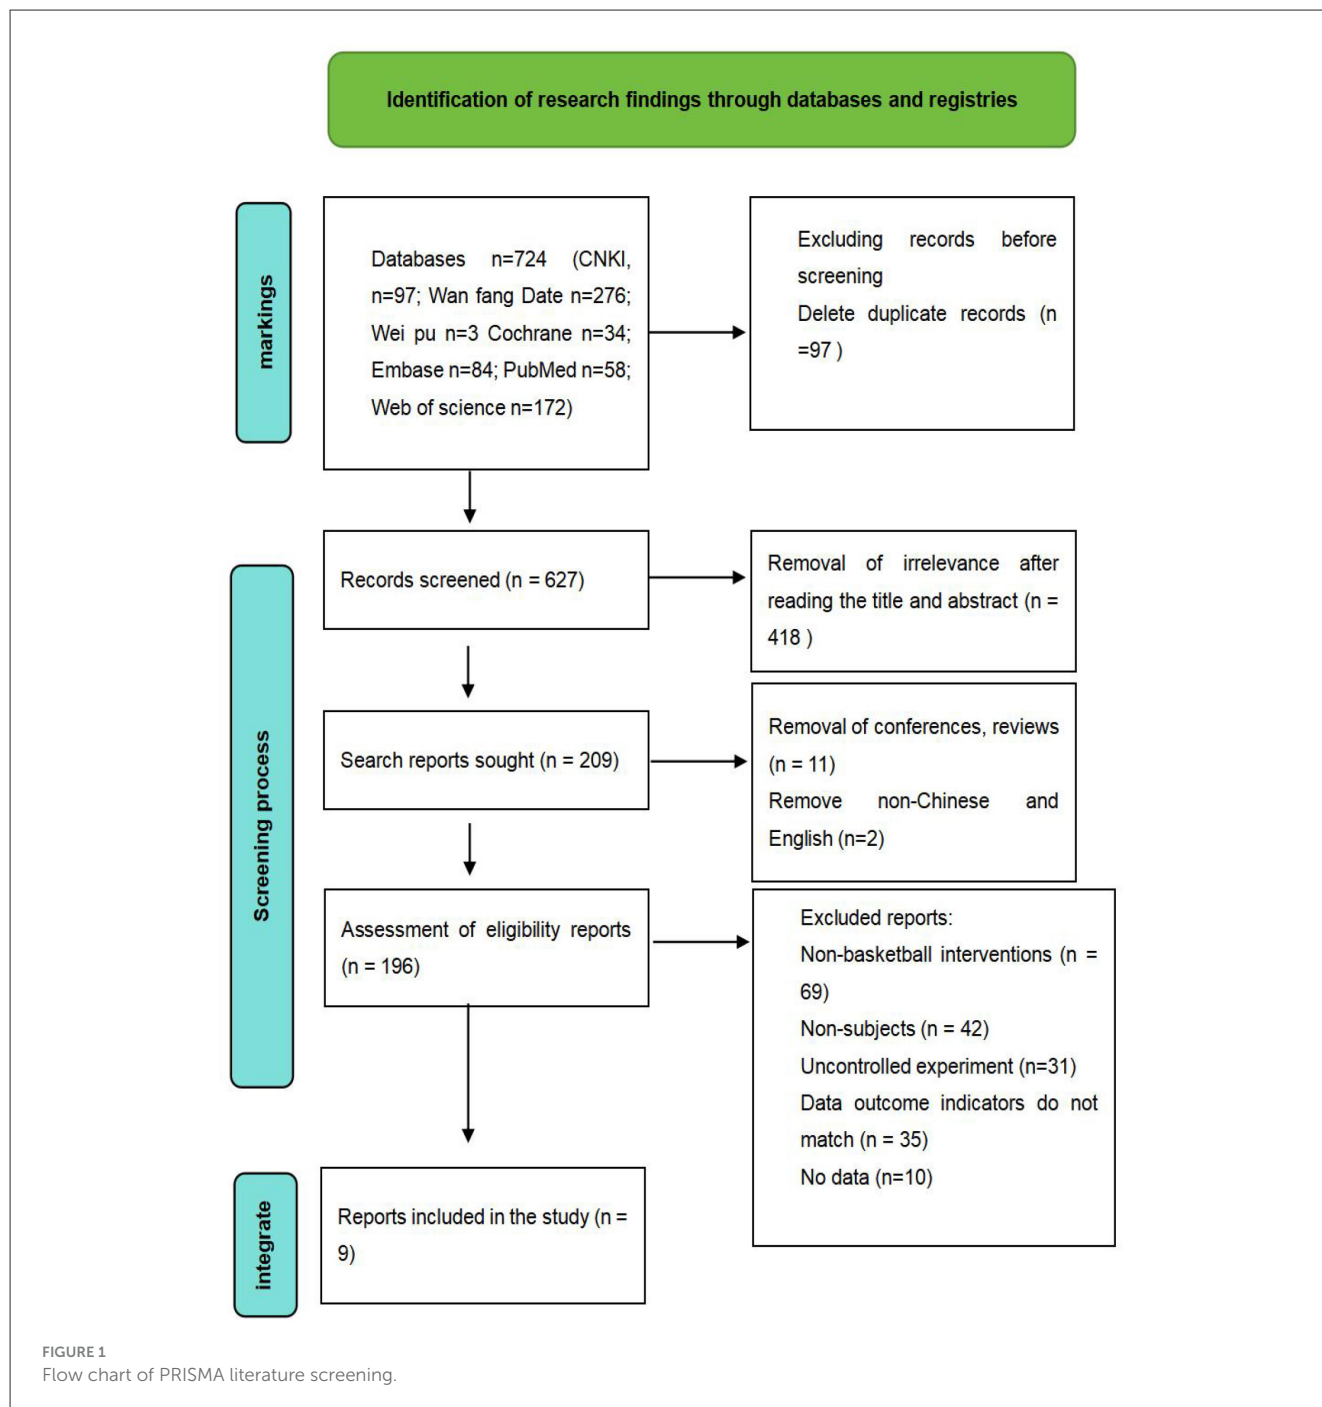 Identification of research findings through databases and registries
markings
Databases n=724 (CNKI,
n=97; Wan fang Date n=276;
Wei pu n=3 Cochrane n=34;
Embase n=84; PubMed n=58;
Web of science n=172)
Excluding records before
screening
Delete duplicate records (n
=97 )
Screening process
Records screened (n = 627)
Removal of irrelevance after
reading the title and abstract (n =
418 )
Search reports sought (n = 209)
Removal of conferences, reviews
(n = 11)
Remove non-Chinese and
English (n=2)
Assessment of eligibility reports
(n = 196)
Excluded reports:
Non-basketball interventions (n =
69)
Non-subjects (n = 42)
Uncontrolled experiment (n=31)
Data outcome indicators do not
match (n = 35)
No data (n=10)
integrate
Reports included in the study (n =
9)
FIGURE 1
Flow chart of PRISMA literature screening.